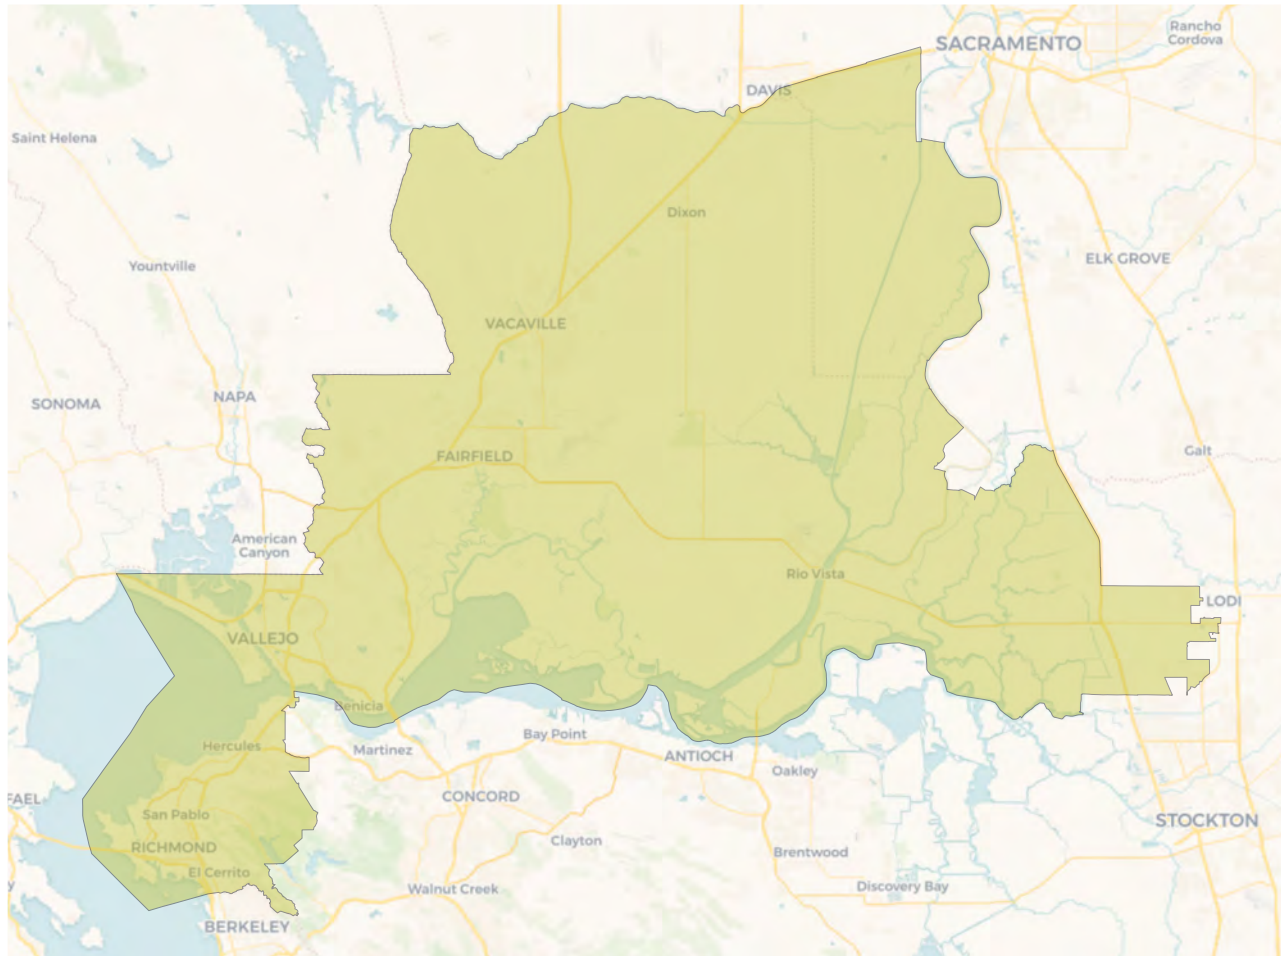 Rancho
Cordova
SACRAMENTO
DAVIS
Saint Helena
Dixon
Yountville
ELK GROVE
VACAVILLE
NAPA
SONOMA
Galt
FAIRFIELD
American
Canyon
Rio Vista
LODI
VALLEJO
Benicia
Hercules
Martinez
Bay Point
ANTIOCH
Oakley
FAEL
CONCORD
San Pablo
STOCKTON
RICHMOND
Clayton
Brentwood
El Cerrito
y
Walnut Creek
Discovery Bay
BERKELEY